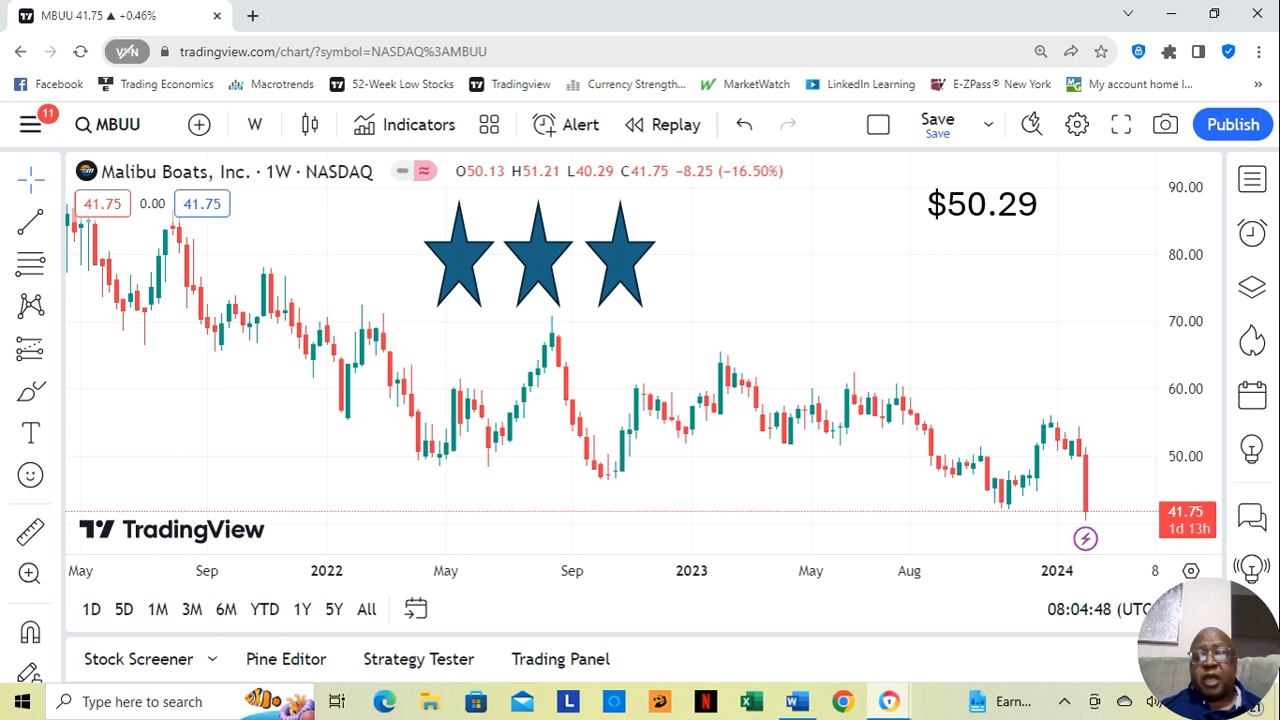 MBUU 41.75 ▲ +0.46%
VPN tradingview.com/chart/?symbol=NASDAQ%3AMBUU
Facebook Trading Economics Macrotrends 52-Week Low Stocks Tradingview Currency Strength... MarketWatch LinkedIn Learning E-ZPass® New York My account home I... »
11
MBUU W Indicators Alert Replay Save Publish
Save
Malibu Boats, Inc. · 1W · NASDAQ O50.13 H51.21 L40.29 C41.75 −8.25 (−16.50%)
41.75 0.00 41.75
$50.29
90.00
80.00
70.00
60.00
50.00
41.75
1d 13h
TradingView
May Sep 2022 May Sep 2023 May Aug 2024 8
1D 5D 1M 3M 6M YTD 1Y 5Y All 08:04:48 (UTC
Stock Screener Pine Editor Strategy Tester Trading Panel
Type here to search Earn...